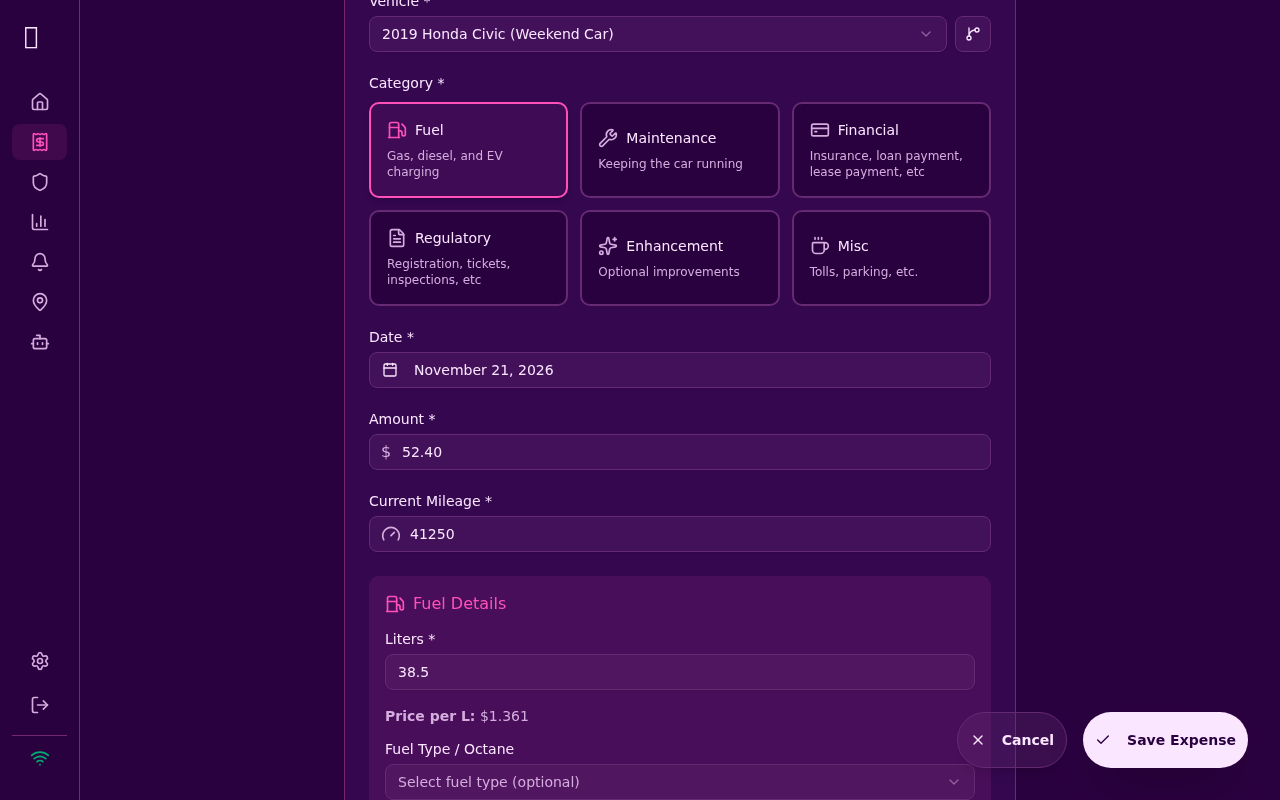 Vehicle *
2019 Honda Civic (Weekend Car)
Category *
Fuel
Gas, diesel, and EV
charging
Maintenance
Keeping the car running
Financial
Insurance, loan payment,
lease payment, etc
Regulatory
Registration, tickets,
inspections, etc
Enhancement
Optional improvements
Misc
Tolls, parking, etc.
Date *
November 21, 2026
Amount *
$ 52.40
Current Mileage *
41250
Fuel Details
Liters *
38.5
Price per L: $1.361
Fuel Type / Octane
Select fuel type (optional)
Cancel
Save Expense